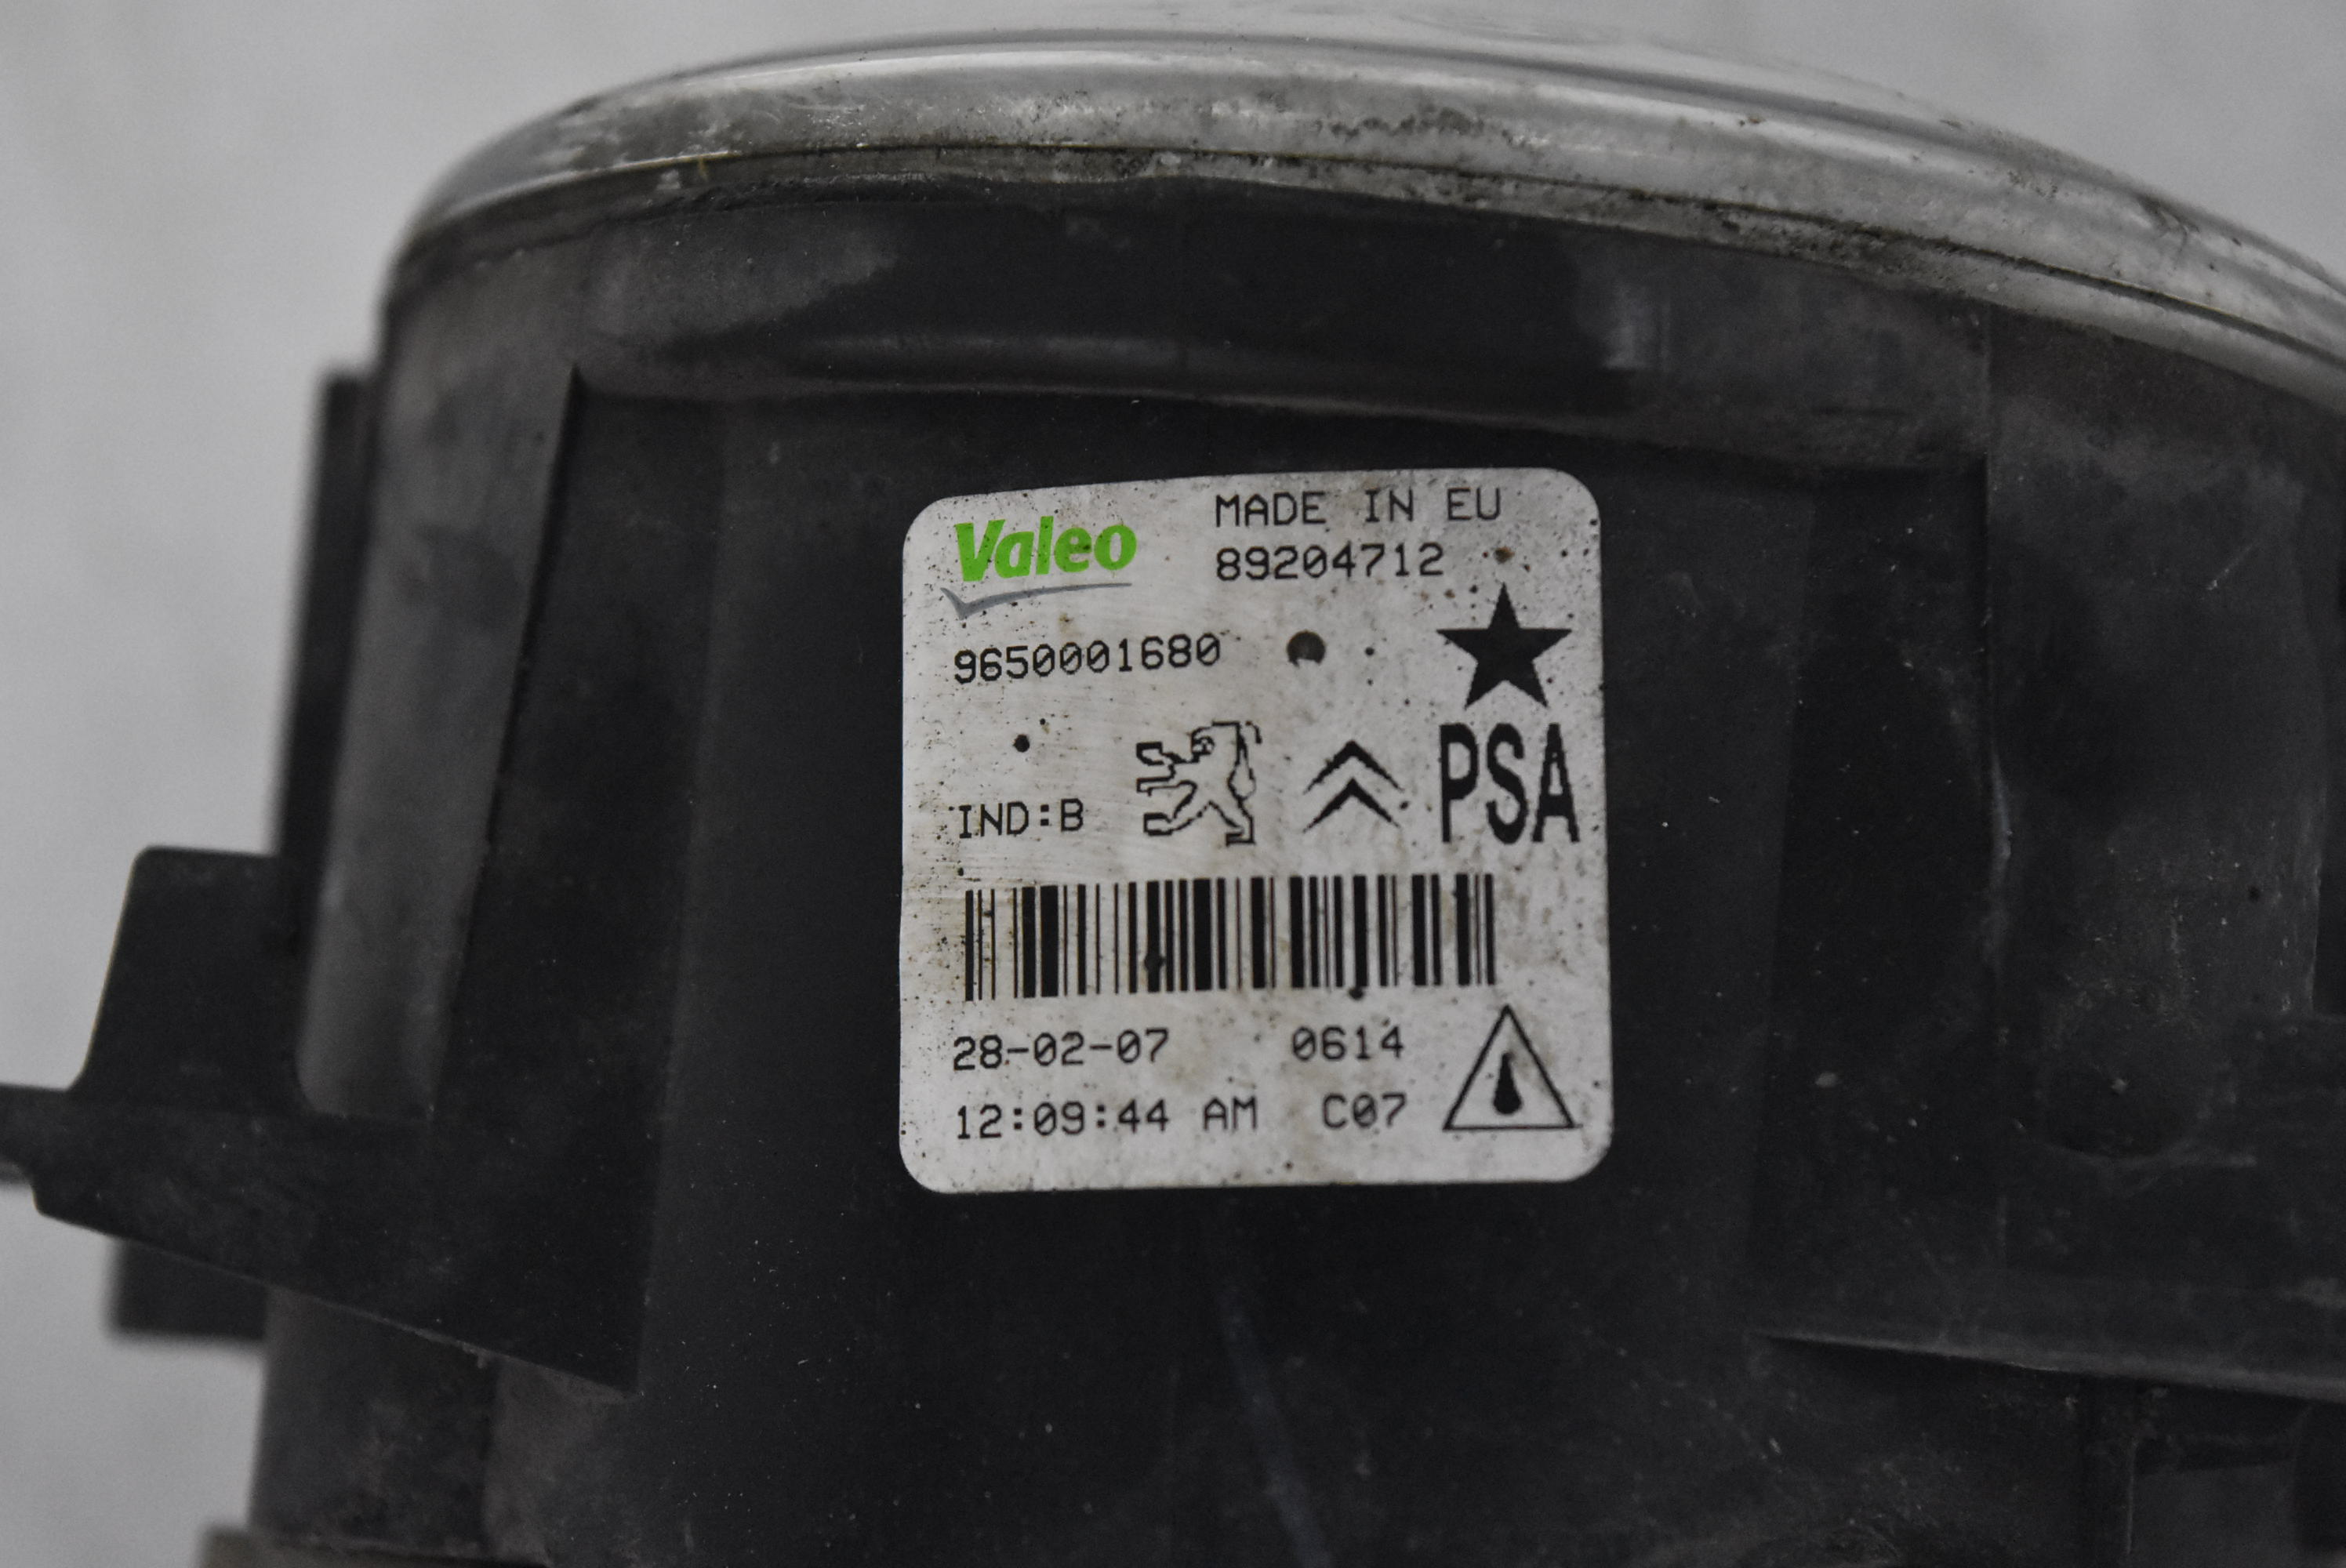 Valeo
MADE IN EU
89204712
9650001680
IND:B
PSA
28-02-07 0614
12:09:44 AM C07